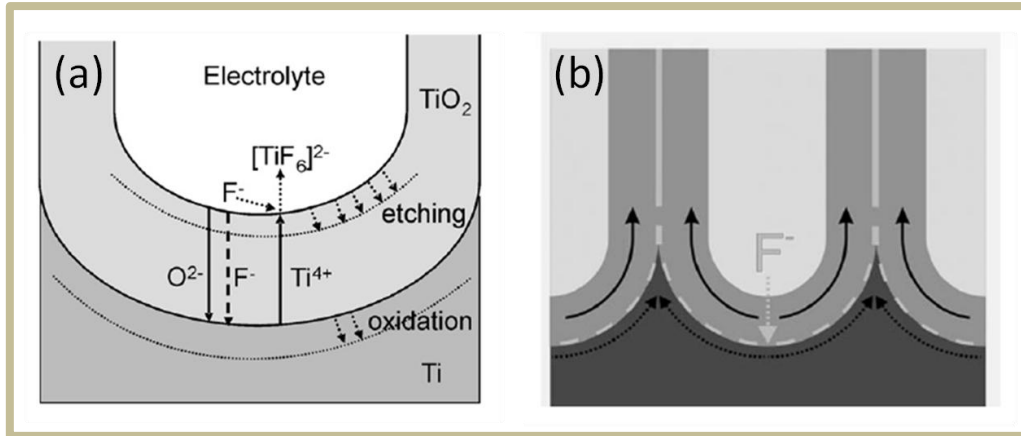 (a)
Electrolyte
TiO₂
[TiF₆]²⁻
F⁻
etching
O²⁻ F⁻ Ti⁴⁺
oxidation
Ti
(b)
F⁻